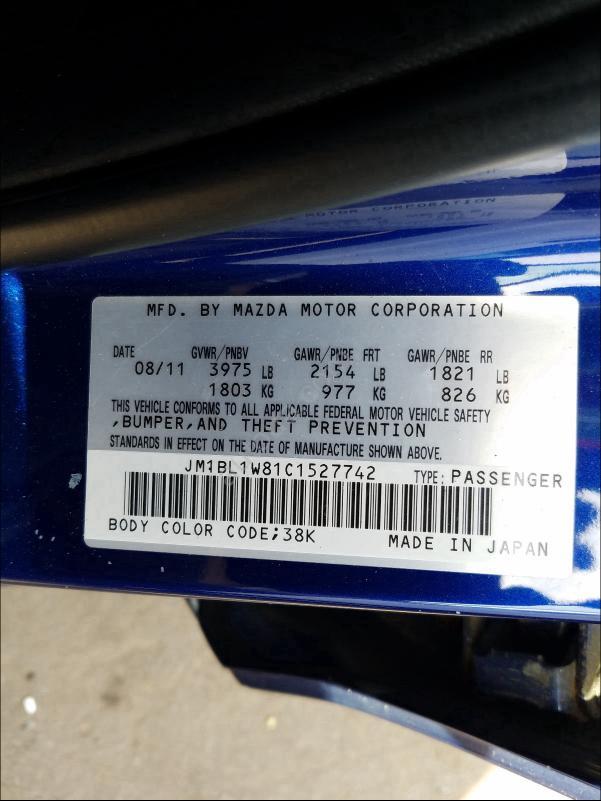 MFD. BY MAZDA MOTOR CORPORATION
DATE GVWR/PNBV GAWR/PNBE FRT GAWR/PNBE RR
08/11 3975 LB 2154 LB 1821 LB
1803 KG 977 KG 826 KG
THIS VEHICLE CONFORMS TO ALL APPLICABLE FEDERAL MOTOR VEHICLE SAFETY
,BUMPER,AND THEFT PREVENTION
STANDARDS IN EFFECT ON THE DATE OF MANUFACTURE SHOWN ABOVE.
JM1BL1W81C1527742 TYPE: PASSENGER
BODY COLOR CODE;38K MADE IN JAPAN